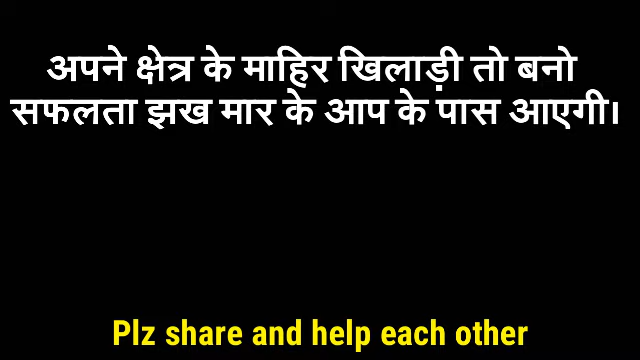 अपने क्षेत्र के माहिर खिलाड़ी तो बनो
सफलता झख मार के आप के पास आएगी।
Plz share and help each other